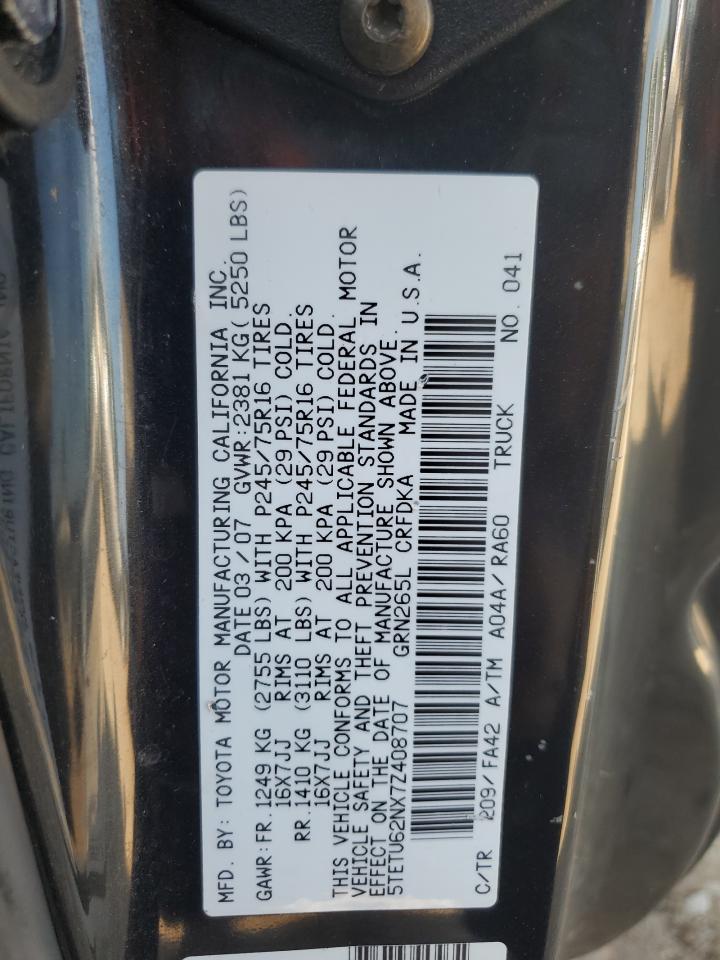 MFD. BY: TOYOTA MOTOR MANUFACTURING CALIFORNIA INC.
DATE 03 / 07 GVWR: 2381 KG( 5250 LBS)
GAWR: FR. 1249 KG (2755 LBS) WITH P245/75R16 TIRES
16X7JJ RIMS AT 200 KPA (29 PSI) COLD.
RR. 1410 KG (3110 LBS) WITH P245/75R16 TIRES
16X7JJ RIMS AT 200 KPA (29 PSI) COLD.
THIS VEHICLE CONFORMS TO ALL APPLICABLE FEDERAL MOTOR
VEHICLE SAFETY AND THEFT PREVENTION STANDARDS IN
EFFECT ON THE DATE OF MANUFACTURE SHOWN ABOVE.
5TETU62NX7Z408707 GRN265L CRFDKA MADE IN U.S.A.
C/TR 209/FA42 A/TM A04A/RA60 TRUCK NO. 041